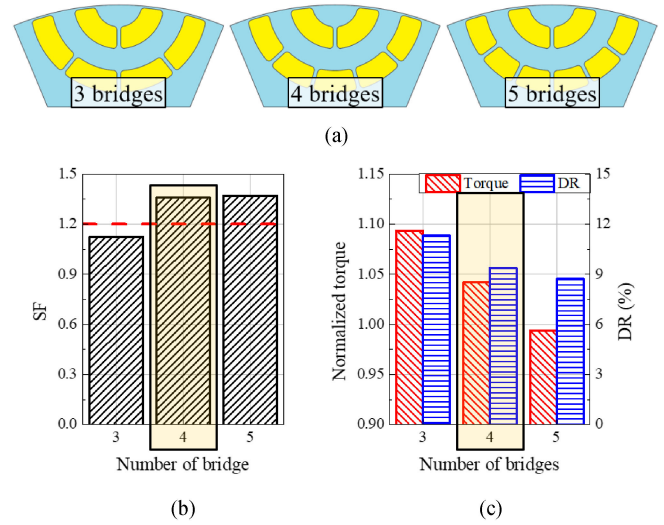 3 bridges 4 bridges 5 bridges
(a)
1.5
1.2
0.9
0.6
0.3
0.0
SF
3 4 5
Number of bridge
(b)
Torque DR
1.15
1.10
1.05
1.00
0.95
0.90
Normalized torque
15
12
9
6
3
0
DR (%)
3 4 5
Number of bridges
(c)